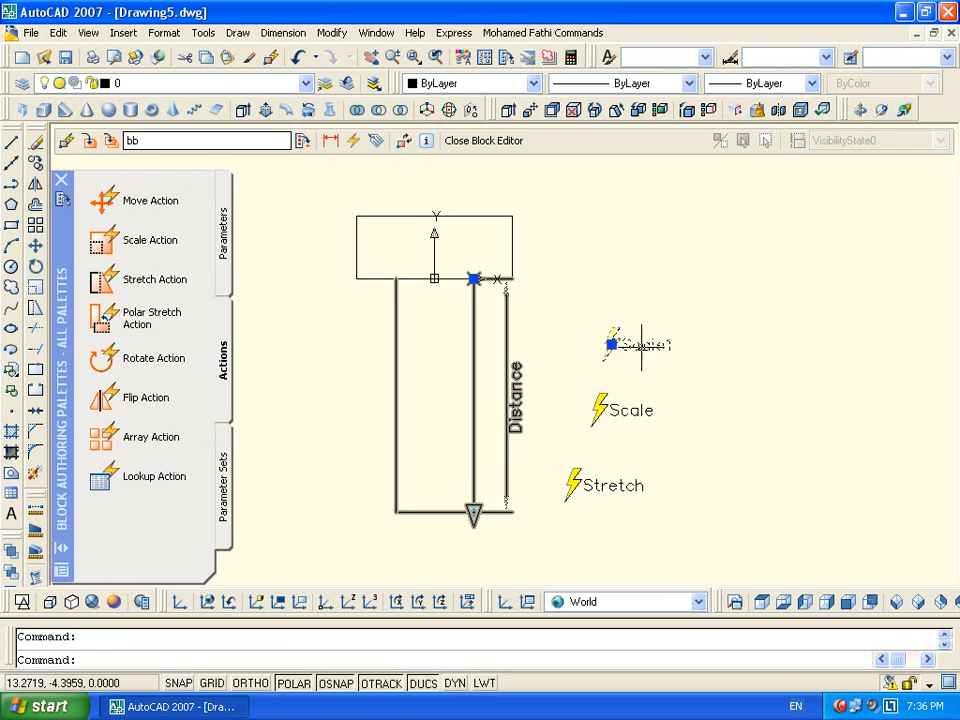 AutoCAD 2007 - [Drawing5.dwg]
File Edit View Insert Format Tools Draw Dimension Modify Window Help Express Mohamed Fathi Commands
0
ByLayer
ByLayer
ByLayer
ByColor
bb
Close Block Editor
VisibilityState0
BLOCK AUTHORING PALETTES - ALL PALETTES
Move Action
Scale Action
Stretch Action
Polar Stretch
Action
Rotate Action
Flip Action
Array Action
Lookup Action
Parameters
Actions
Parameter Sets
Y
X
Distance
Scale
Stretch
World
Command:
Command:
13.2719, -4.3959, 0.0000
SNAP GRID ORTHO POLAR OSNAP OTRACK DUCS DYN LWT
start
AutoCAD 2007 - [Dra...
EN
7:36 PM